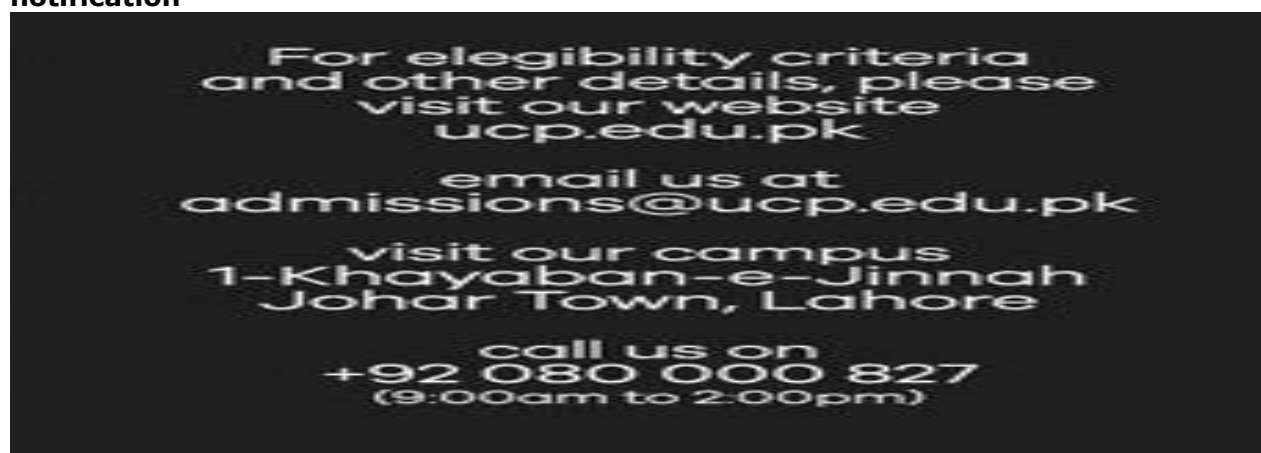 notification
For elegibility criteria
and other details, please
visit our website
ucp.edu.pk
email us at
admissions@ucp.edu.pk
visit our campus
1-Khayaban-e-Jinnah
Johar Town, Lahore
call us on
+92 080 000 827
(9:00am to 2:00pm)